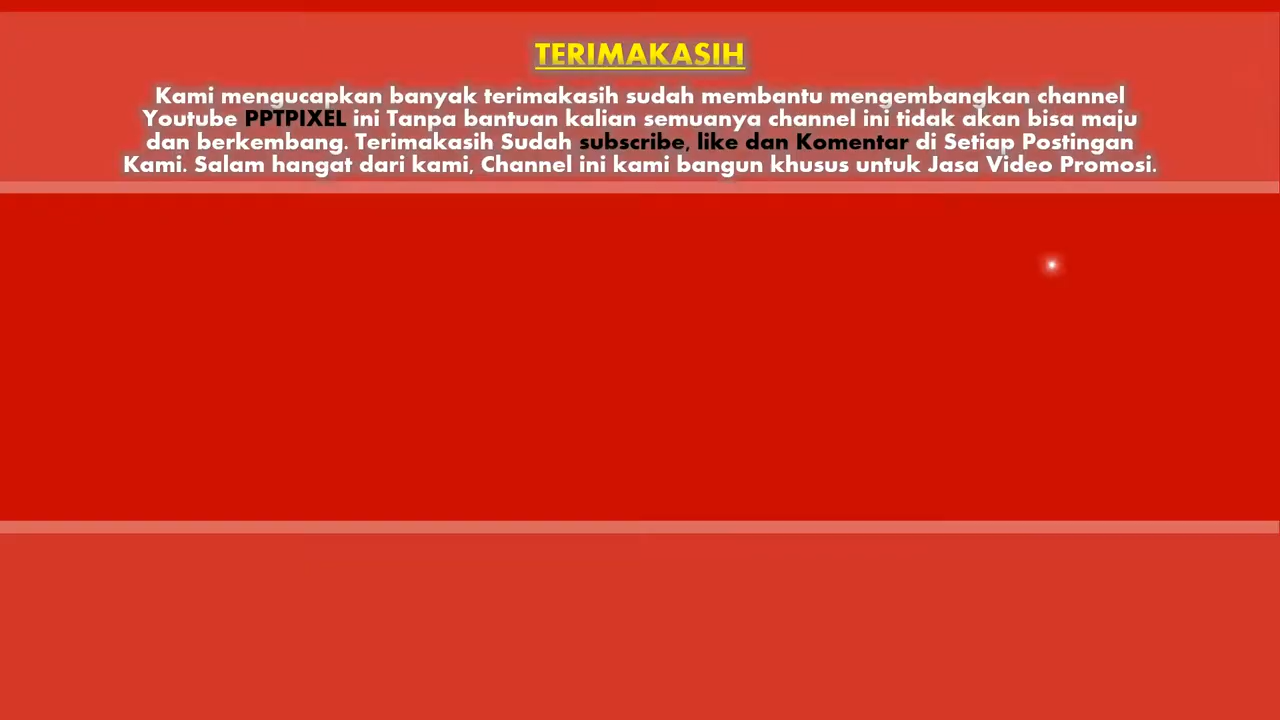 TERIMAKASIH
Kami mengucapkan banyak terimakasih sudah membantu mengembangkan channel
Youtube PPTPIXEL ini Tanpa bantuan kalian semuanya channel ini tidak akan bisa maju
dan berkembang. Terimakasih Sudah subscribe, like dan Komentar di Setiap Postingan
Kami. Salam hangat dari kami, Channel ini kami bangun khusus untuk Jasa Video Promosi.